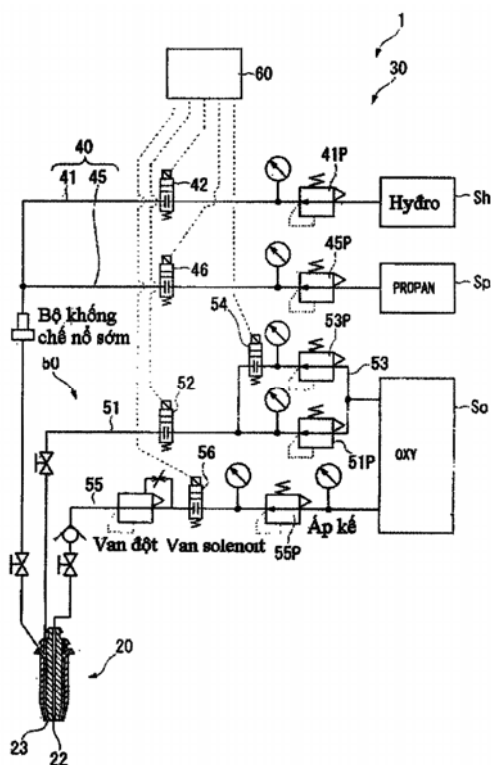 1
30
60
40
41 45
42
41P
Hydro
Sh
46
45P
PROPAN
Sp
Bộ khống
chế nổ sớm
54
53P
53
50
51
52
51P
OXY
So
56
55
Van đột Van solenoit
55P
Áp kế
20
23 22